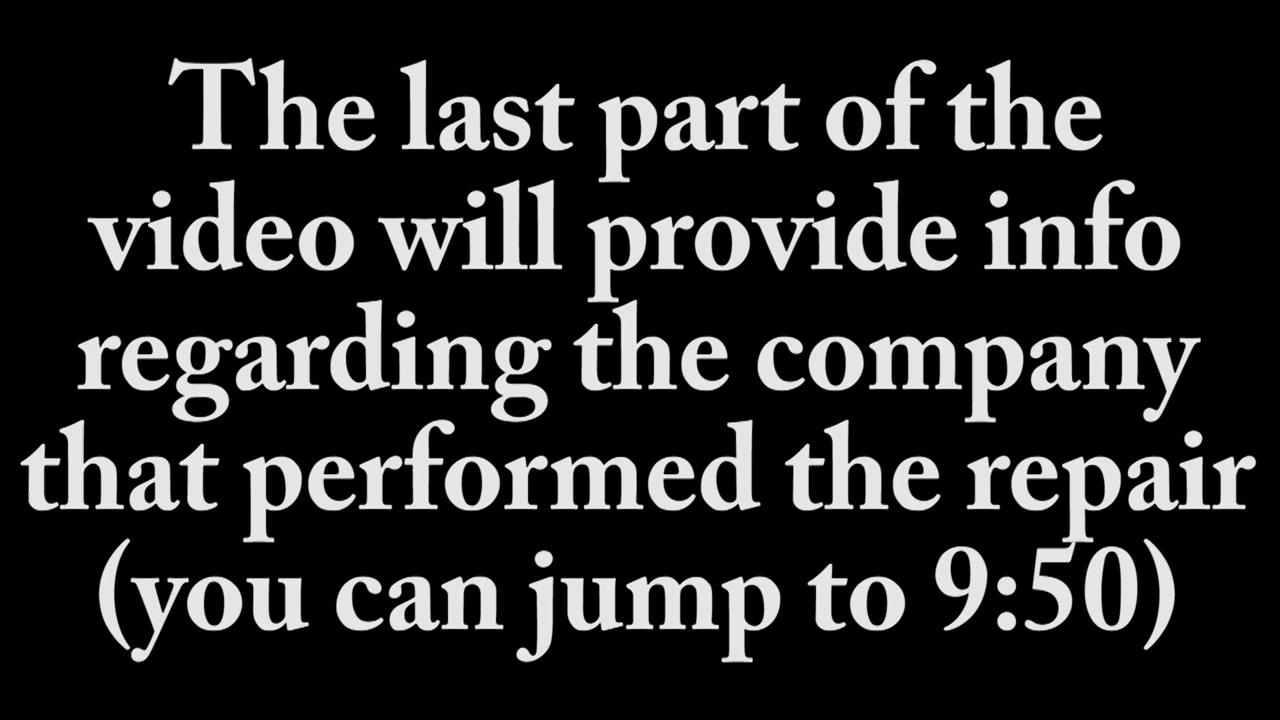 The last part of the
video will provide info
regarding the company
that performed the repair
(you can jump to 9:50)